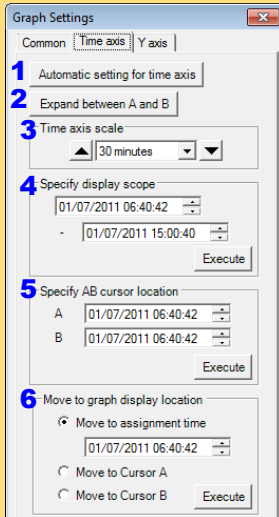 Graph Settings
Common Time axis Y axis
1 Automatic setting for time axis
2 Expand between A and B
3 Time axis scale
30 minutes
4 Specify display scope
01/07/2011 06:40:42
- 01/07/2011 15:00:40
Execute
5 Specify AB cursor location
A 01/07/2011 06:40:42
B 01/07/2011 06:40:42
Execute
6 Move to graph display location
Move to assignment time
01/07/2011 06:40:42
Move to Cursor A
Move to Cursor B Execute